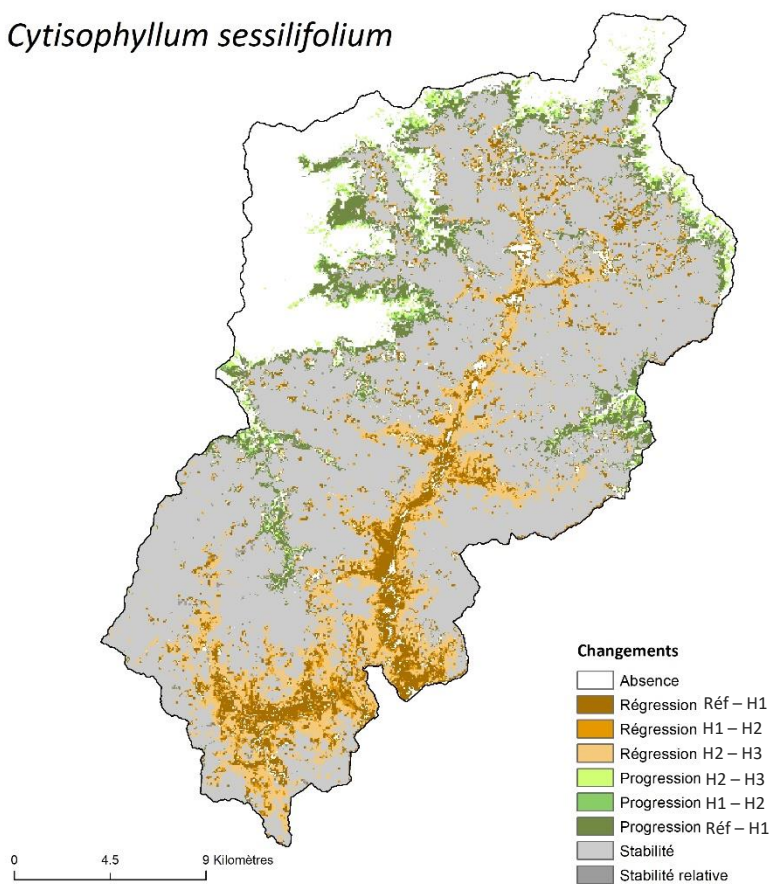 Cytisophyllum sessilifolium
Changements
Absence
Régression Réf – H1
Régression H1 – H2
Régression H2 – H3
Progression H2 – H3
Progression H1 – H2
Progression Réf – H1
Stabilité
Stabilité relative
0 4.5 9 Kilomètres